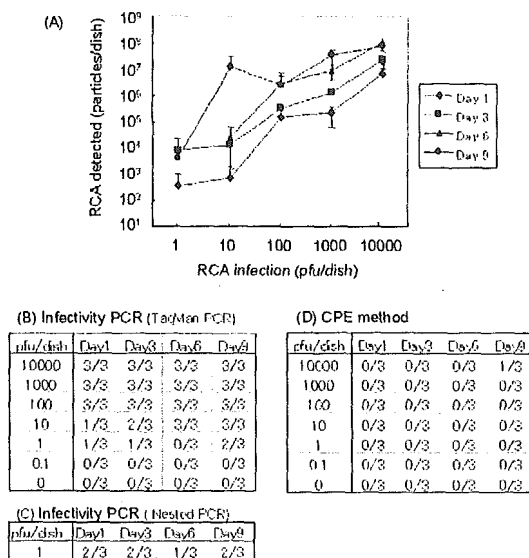 (A)
RCA detected (particles/dish)
10⁹
10⁸
10⁷
10⁶
10⁵
10⁴
10³
10²
10¹
1 10 100 1000 10000
RCA infection (pfu/dish)
Day 1
Day 3
Day 6
Day 9
(B) Infectivity PCR (TaqMan PCR)
pfu/dish Day1 Day3 Day6 Day9
10000 3/3 3/3 3/3 3/3
1000 3/3 3/3 3/3 3/3
100 3/3 3/3 3/3 3/3
10 1/3 2/3 3/3 3/3
1 1/3 1/3 0/3 2/3
0.1 0/3 0/3 0/3 0/3
0 0/3 0/3 0/3 0/3
(C) Infectivity PCR (Nested PCR)
pfu/dish Day1 Day3 Day6 Day9
1 2/3 2/3 1/3 2/3
(D) CPE method
pfu/dish Day1 Day3 Day6 Day9
10000 0/3 0/3 0/3 1/3
1000 0/3 0/3 0/3 0/3
100 0/3 0/3 0/3 0/3
10 0/3 0/3 0/3 0/3
1 0/3 0/3 0/3 0/3
0.1 0/3 0/3 0/3 0/3
0 0/3 0/3 0/3 0/3